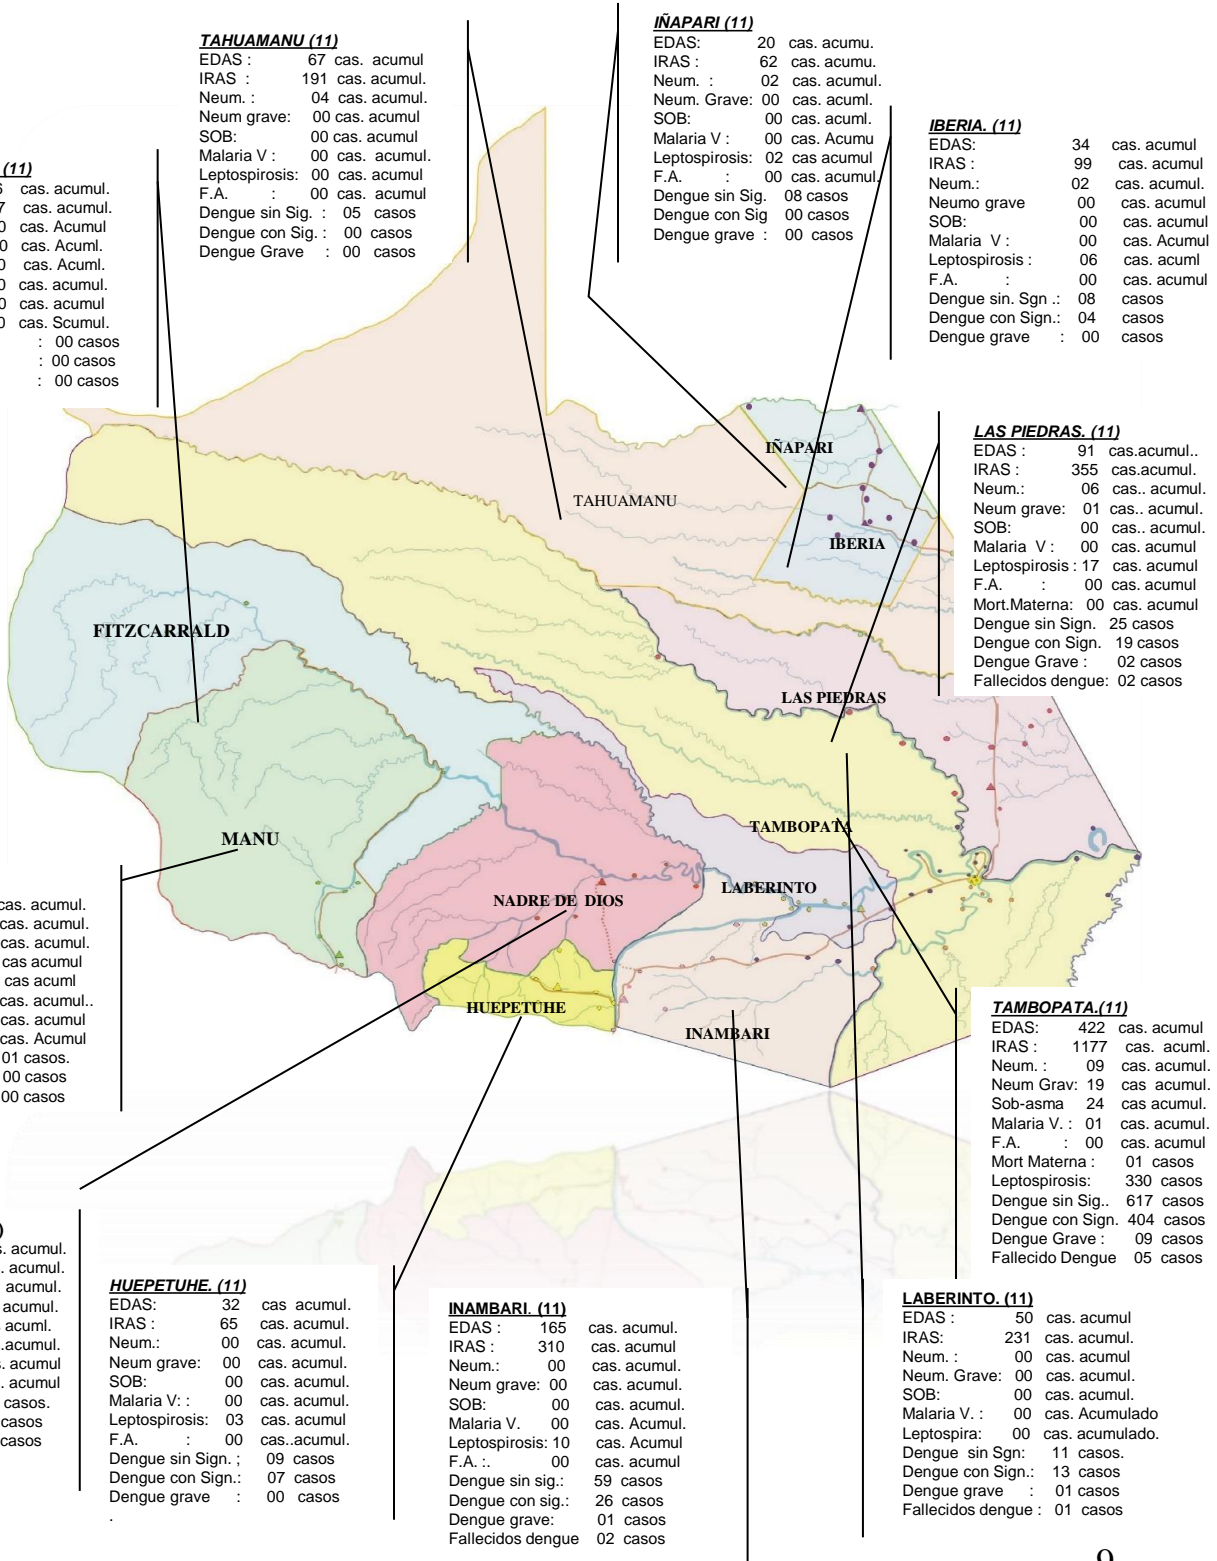 TAHUAMANU (11)
EDAS : 67 cas. acumul
IRAS : 191 cas. acumul.
Neum. : 04 cas. acumul.
Neum grave: 00 cas. acumul
SOB: 00 cas. acumul
Malaria V : 00 cas. acumul.
Leptospirosis: 00 cas. acumul
F.A. : 00 cas. acumul
Dengue sin Sig. : 05 casos
Dengue con Sig. : 00 casos
Dengue Grave : 00 casos
IÑAPARI (11)
EDAS: 20 cas. acumu.
IRAS : 62 cas. acumu.
Neum. : 02 cas. acumul.
Neum. Grave: 00 cas. acuml.
SOB: 00 cas. acuml.
Malaria V : 00 cas. Acumu
Leptospirosis: 02 cas acumul
F.A. : 00 cas. acumul.
Dengue sin Sig. 08 casos
Dengue con Sig 00 casos
Dengue grave : 00 casos
IBERIA. (11)
EDAS: 34 cas. acumul
IRAS : 99 cas. acumul
Neum.: 02 cas. acumul.
Neumo grave 00 cas. acumul
SOB: 00 cas. acumul
Malaria V : 00 cas. Acumul
Leptospirosis : 06 cas. acuml
F.A. : 00 cas. acumul
Dengue sin. Sgn .: 08 casos
Dengue con Sign.: 04 casos
Dengue grave : 00 casos
(11)
cas. acumul.
cas. acumul.
cas. Acumul
cas. Acuml.
cas. Acuml.
cas. acumul.
cas. acumul
cas. Scumul.
: 00 casos
: 00 casos
: 00 casos
LAS PIEDRAS. (11)
EDAS : 91 cas.acumul..
IRAS : 355 cas.acumul.
Neum.: 06 cas.. acumul.
Neum grave: 01 cas.. acumul.
SOB: 00 cas.. acumul.
Malaria V : 00 cas. acumul
Leptospirosis : 17 cas. acumul
F.A. : 00 cas. acumul
Mort.Materna: 00 cas. acumul
Dengue sin Sign. 25 casos
Dengue con Sign. 19 casos
Dengue Grave : 02 casos
Fallecidos dengue: 02 casos
IÑAPARI
TAHUAMANU
IBERIA
FITZCARRALD
LAS PIEDRAS
TAMBOPATA
MANU
LABERINTO
NADRE DE DIOS
HUEPETUHE
INAMBARI
cas. acumul.
cas. acumul.
cas. acumul.
cas acumul
cas acuml
cas. acumul..
cas. acumul
cas. Acumul
01 casos.
00 casos
00 casos
TAMBOPATA.(11)
EDAS: 422 cas. acumul
IRAS : 1177 cas. acuml.
Neum. : 09 cas. acumul.
Neum Grav: 19 cas acumul.
Sob-asma 24 cas acumul.
Malaria V. : 01 cas. acumul.
F.A. : 00 cas. acumul
Mort Materna : 01 casos
Leptospirosis: 330 casos
Dengue sin Sig.. 617 casos
Dengue con Sign. 404 casos
Dengue Grave : 09 casos
Fallecido Dengue 05 casos
)
. acumul.
. acumul.
acumul.
acumul.
acuml.
.acumul.
. acumul
. acumul
casos.
casos
casos
HUEPETUHE. (11)
EDAS: 32 cas acumul.
IRAS : 65 cas. acumul.
Neum.: 00 cas. acumul.
Neum grave: 00 cas. acumul.
SOB: 00 cas. acumul.
Malaria V: : 00 cas. acumul.
Leptospirosis: 03 cas. acumul
F.A. : 00 cas..acumul.
Dengue sin Sign. ; 09 casos
Dengue con Sign.: 07 casos
Dengue grave : 00 casos
.
INAMBARI. (11)
EDAS : 165 cas. acumul.
IRAS : 310 cas. acumul
Neum.: 00 cas. acumul.
Neum grave: 00 cas. acumul.
SOB: 00 cas. acumul.
Malaria V. 00 cas. Acumul.
Leptospirosis: 10 cas. Acumul
F.A. :. 00 cas. acumul
Dengue sin sig.: 59 casos
Dengue con sig.: 26 casos
Dengue grave: 01 casos
Fallecidos dengue 02 casos
LABERINTO. (11)
EDAS : 50 cas. acumul
IRAS: 231 cas. acumul.
Neum. : 00 cas. acumul
Neum. Grave: 00 cas. acumul.
SOB: 00 cas. acumul.
Malaria V. : 00 cas. Acumulado
Leptospira: 00 cas. acumulado.
Dengue sin Sgn: 11 casos.
Dengue con Sign.: 13 casos
Dengue grave : 01 casos
Fallecidos dengue : 01 casos
9